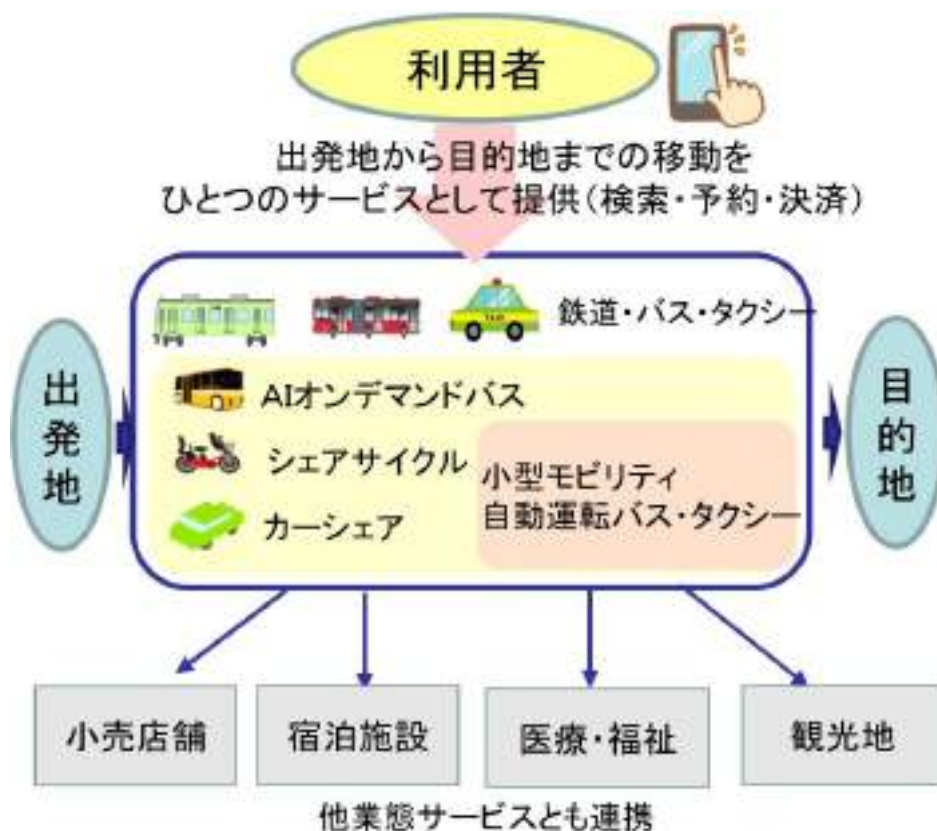 利用者
出発地から目的地までの移動を
ひとつのサービスとして提供(検索・予約・決済)
鉄道・バス・タクシー
TAXI
出発地
AIオンデマンドバス
シェアサイクル
カーシェア
小型モビリティ
自動運転バス・タクシー
目的地
小売店舗
宿泊施設
医療・福祉
観光地
他業態サービスとも連携